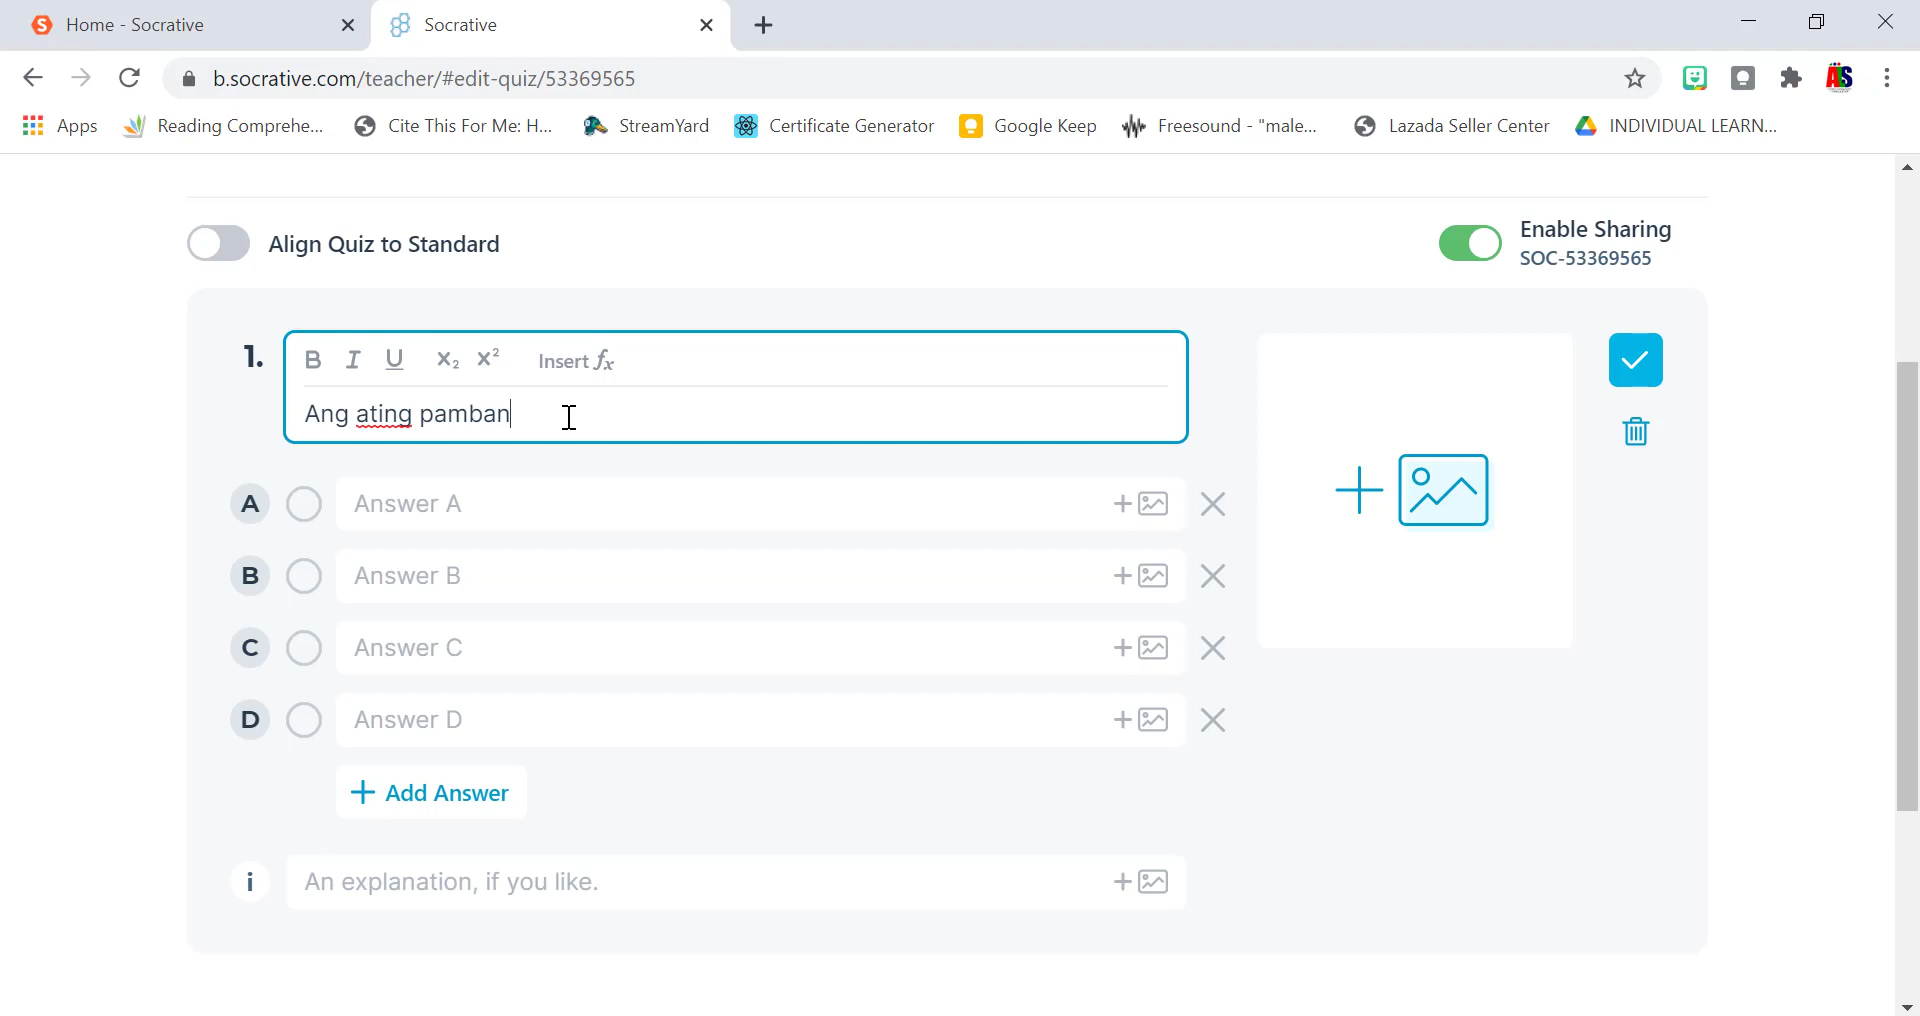 Home - Socrative
Socrative
b.socrative.com/teacher/#edit-quiz/53369565
Apps
Reading Comprehe...
Cite This For Me: H...
StreamYard
Certificate Generator
Google Keep
Freesound - "male...
Lazada Seller Center
INDIVIDUAL LEARN...
Align Quiz to Standard
Enable Sharing
SOC-53369565
1.
B I U X₂ X² Insert fx
Ang ating pamban
A Answer A
B Answer B
C Answer C
D Answer D
+ Add Answer
i An explanation, if you like.